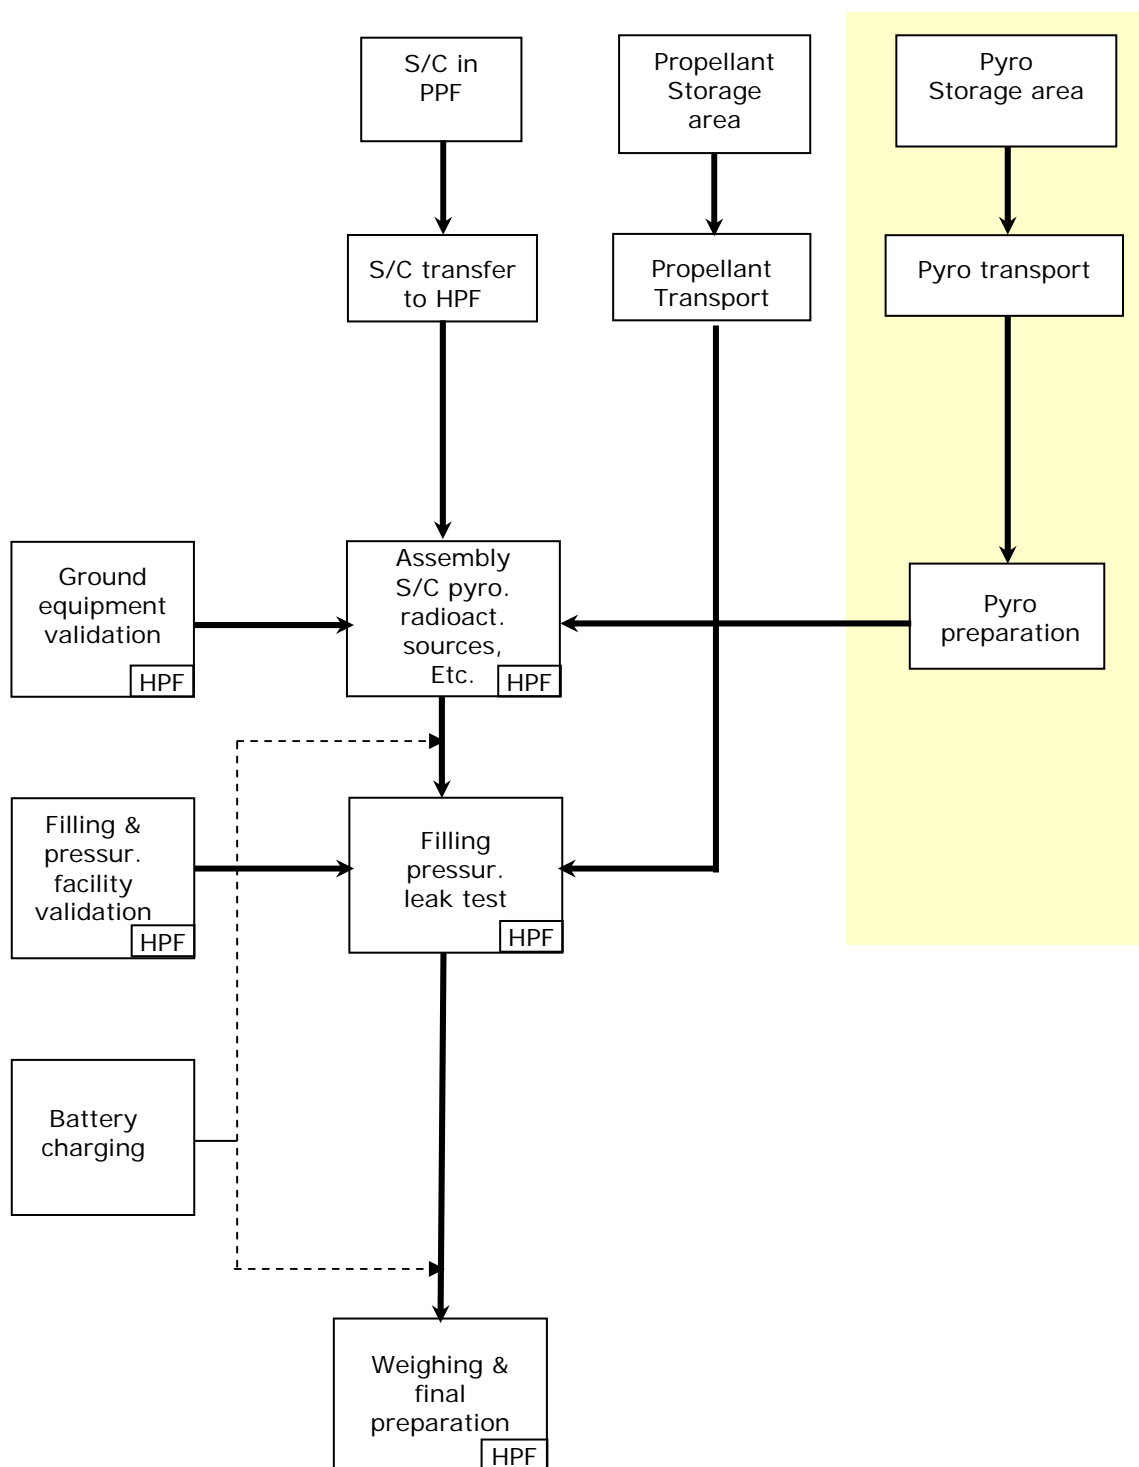 S/C in
PPF
Propellant
Storage
area
Pyro
Storage area
S/C transfer
to HPF
Propellant
Transport
Pyro transport
Ground
equipment
validation
HPF
Assembly
S/C pyro.
radioact.
sources,
Etc.
HPF
Pyro
preparation
Filling &
pressur.
facility
validation
HPF
Filling
pressur.
leak test
HPF
Battery
charging
Weighing &
final
preparation
HPF